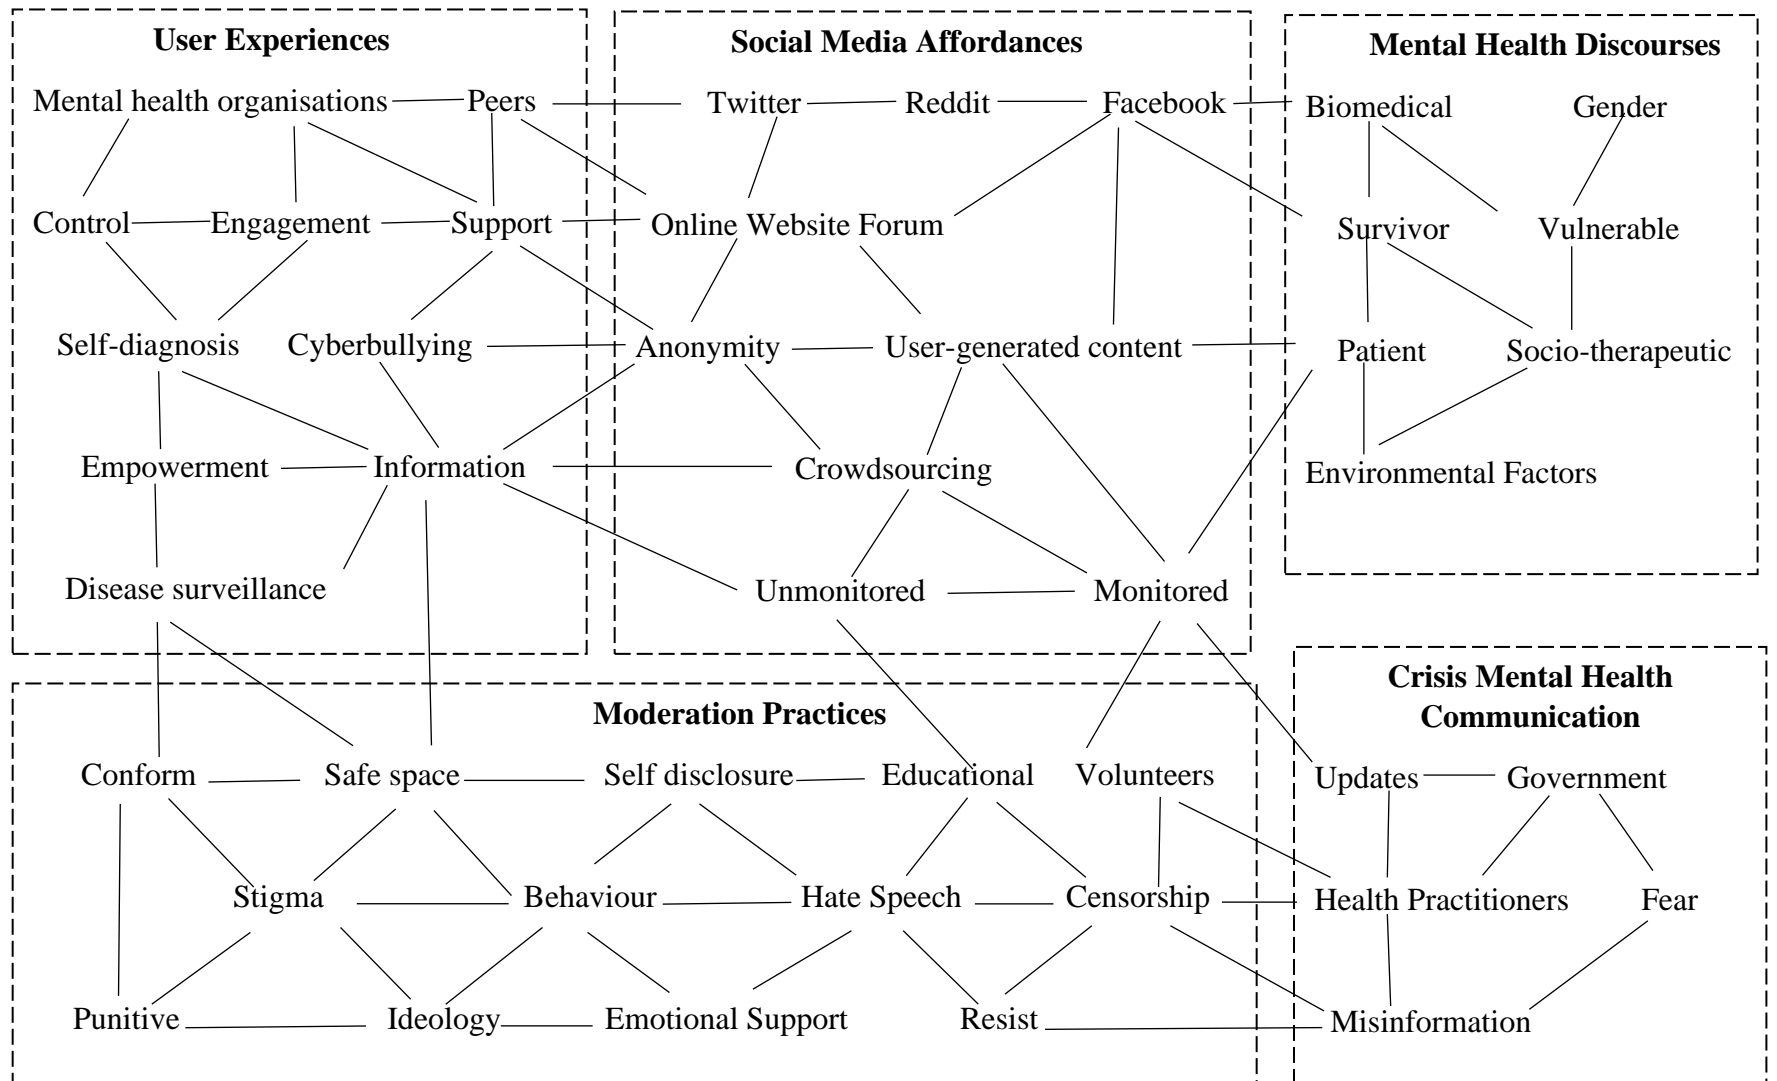 User Experiences
Mental health organisations
Peers
Control
Engagement
Support
Self-diagnosis
Cyberbullying
Empowerment
Information
Disease surveillance
Social Media Affordances
Twitter
Reddit
Facebook
Online Website Forum
Anonymity
User-generated content
Crowdsourcing
Unmonitored
Monitored
Mental Health Discourses
Biomedical
Gender
Survivor
Vulnerable
Patient
Socio-therapeutic
Environmental Factors
Moderation Practices
Conform
Safe space
Self disclosure
Educational
Volunteers
Stigma
Behaviour
Hate Speech
Censorship
Punitive
Ideology
Emotional Support
Resist
Crisis Mental Health
Communication
Updates
Government
Health Practitioners
Fear
Misinformation